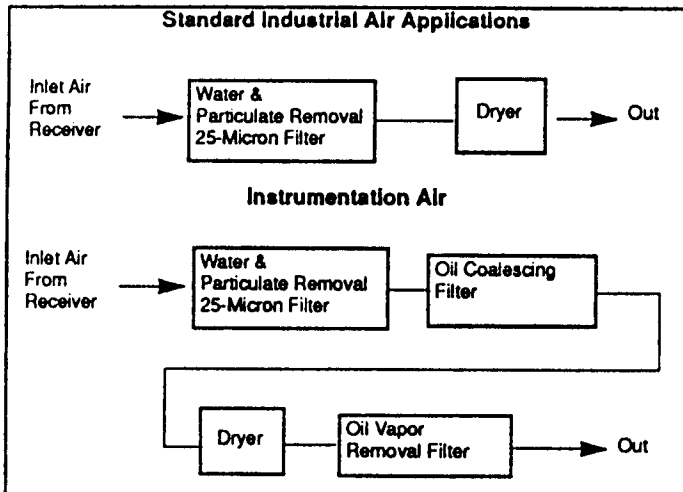 Standard Industrial Air Applications
Inlet Air
From
Receiver
Water &
Particulate Removal
25-Micron Filter
Dryer
Out
Instrumentation Air
Inlet Air
From
Receiver
Water &
Particulate Removal
25-Micron Filter
Oil Coalescing
Filter
Dryer
Oil Vapor
Removal Filter
Out